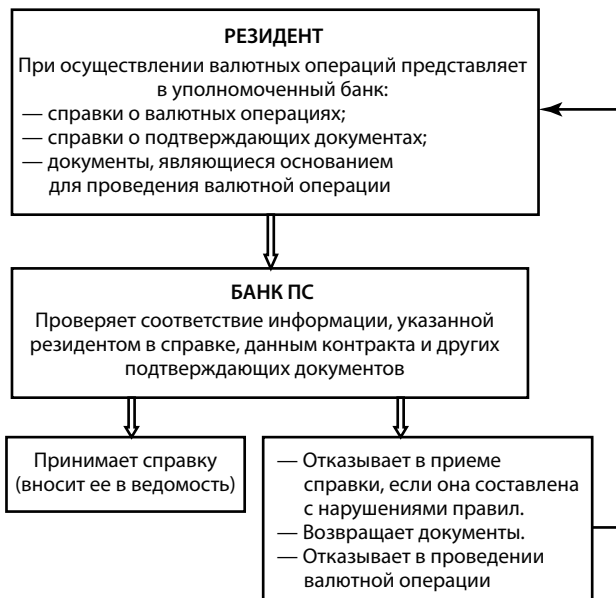 РЕЗИДЕНТ
При осуществлении валютных операций представляет
в уполномоченный банк:
— справки о валютных операциях;
— справки о подтверждающих документах;
— документы, являющиеся основанием
для проведения валютной операции
БАНК ПС
Проверяет соответствие информации, указанной
резидентом в справке, данным контракта и других
подтверждающих документов
Принимает справку
(вносит ее в ведомость)
— Отказывает в приеме
справки, если она составлена
с нарушениями правил.
— Возвращает документы.
— Отказывает в проведении
валютной операции